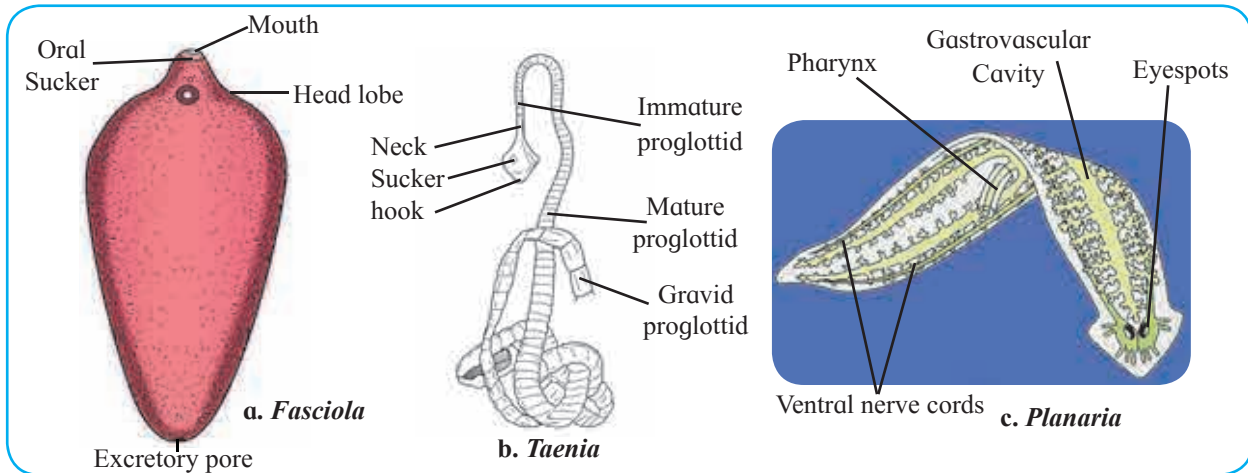 Mouth
Oral
Sucker
Head lobe
Excretory pore
a. Fasciola
Neck
Sucker
hook
Immature
proglottid
Mature
proglottid
Gravid
proglottid
b. Taenia
Pharynx
Gastrovascular
Cavity
Eyespots
Ventral nerve cords
c. Planaria